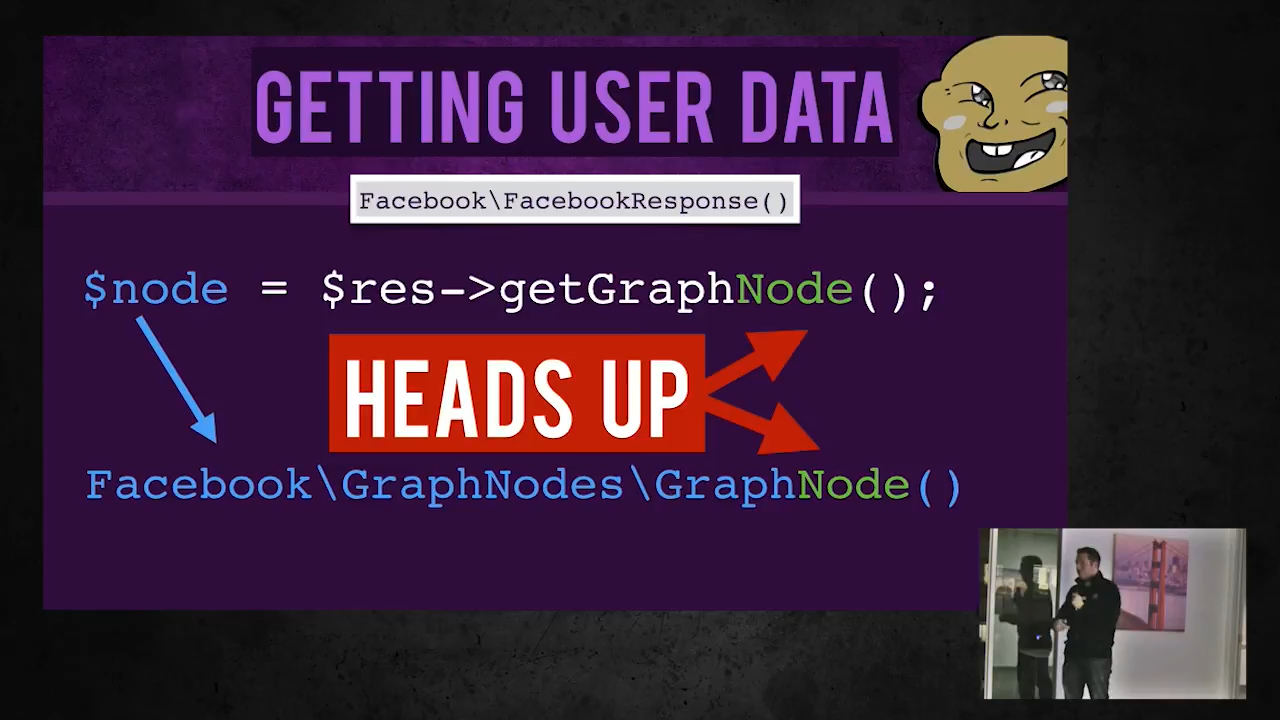 GETTING USER DATA
Facebook\FacebookResponse()
$node = $res->getGraphNode();
HEADS UP
Facebook\GraphNodes\GraphNode()